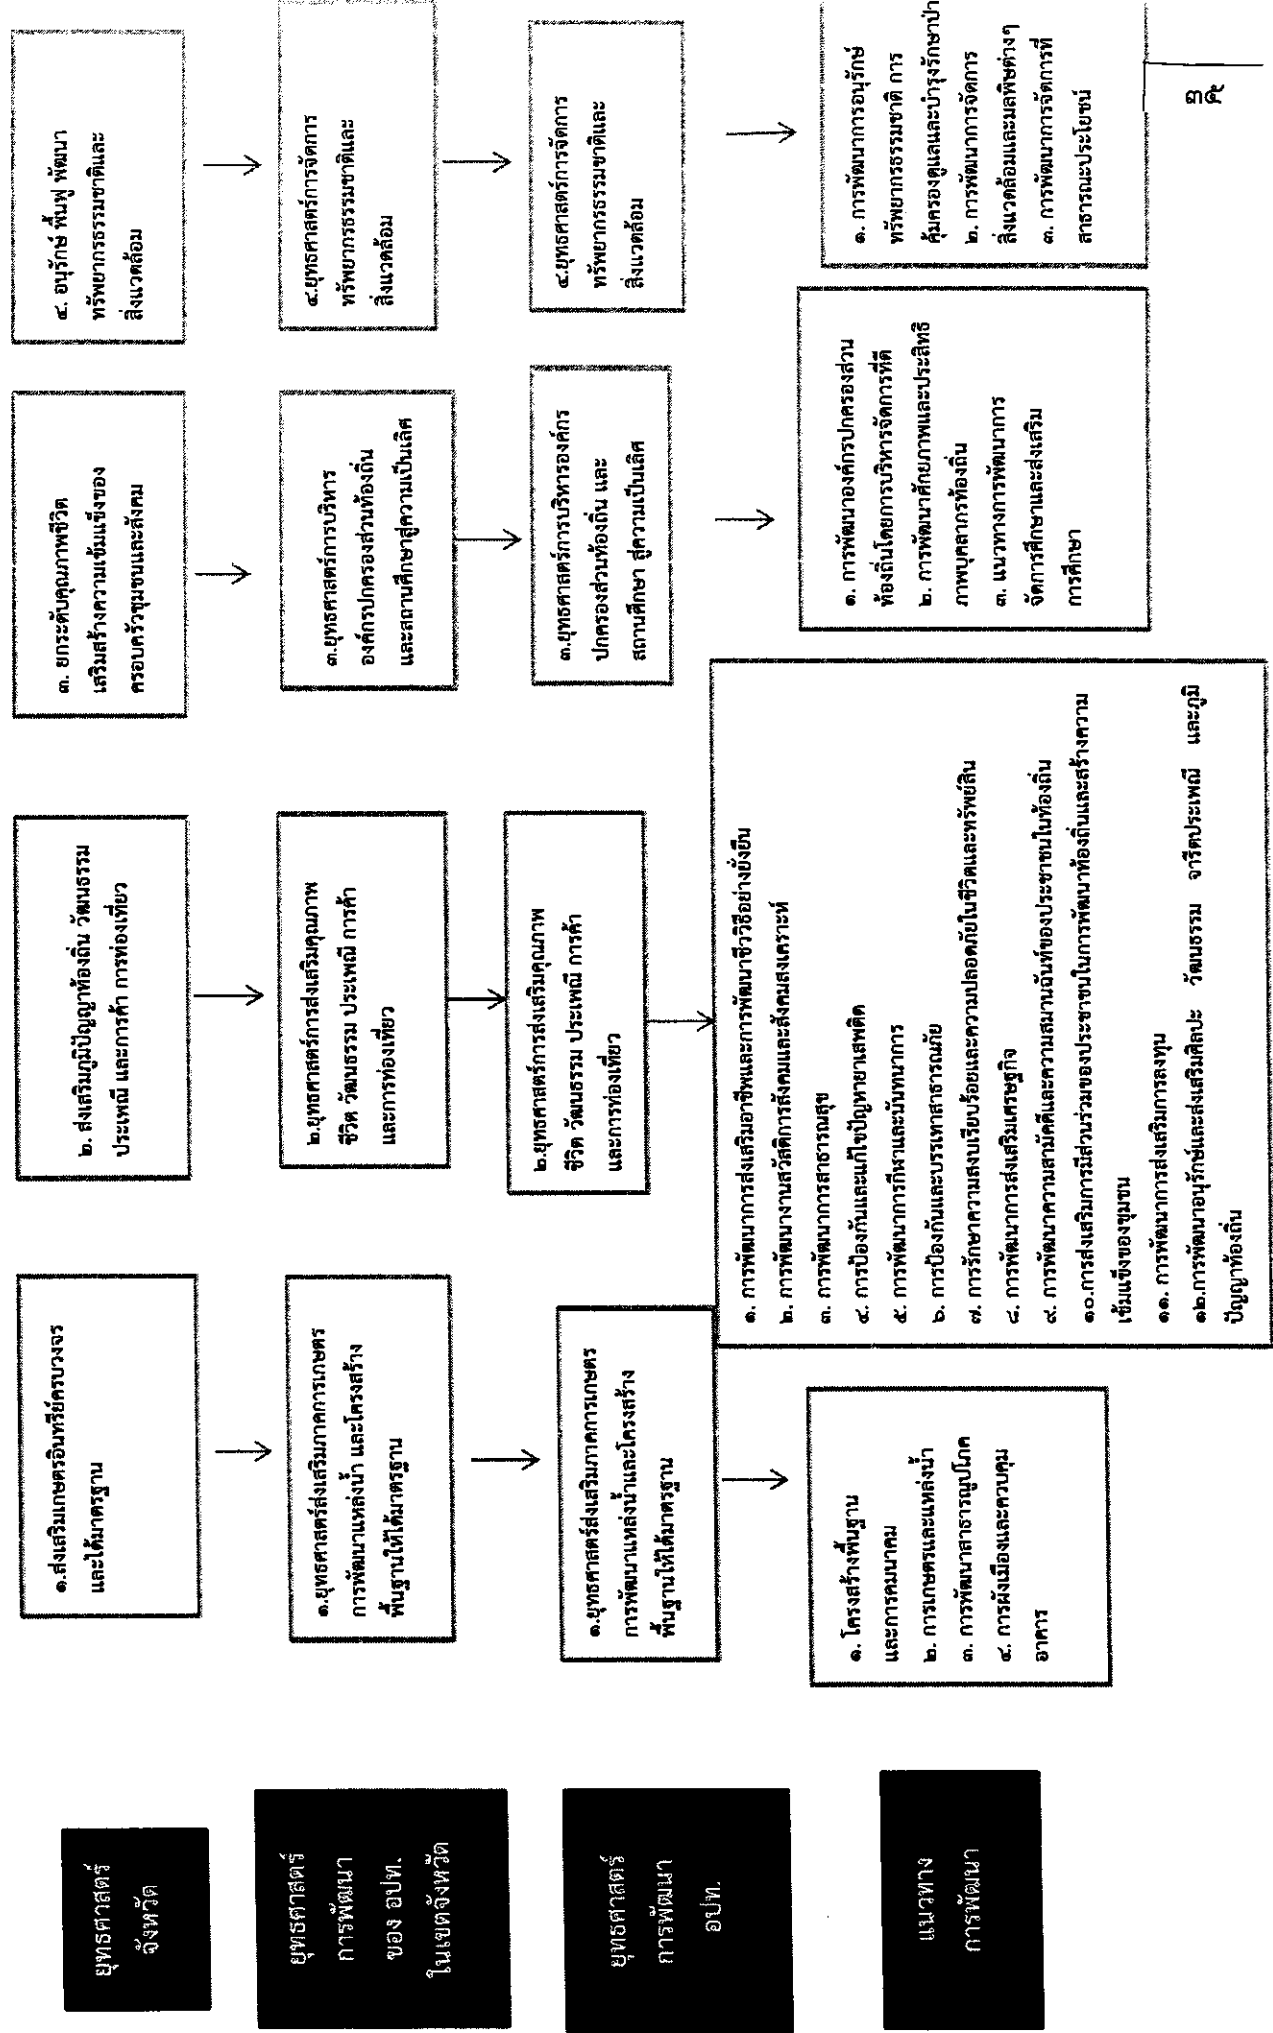 ยุทธศาสตร์
จังหวัด
๑.ส่งเสริมเกษตรอินทรีย์ครบวงจร
และได้มาตรฐาน
๒. ส่งเสริมภูมิปัญญาท้องถิ่น วัฒนธรรม
ประเพณี และการค้า การท่องเที่ยว
๓. ยกระดับคุณภาพชีวิต
เสริมสร้างความเข้มแข็งของ
ครอบครัวชุมชนและสังคม
๔. อนุรักษ์ ฟื้นฟู พัฒนา
ทรัพยากรธรรมชาติและ
สิ่งแวดล้อม
ยุทธศาสตร์
การพัฒนา
ของ อปท.
ในเขตจังหวัด
๑.ยุทธศาสตร์ส่งเสริมภาคการเกษตร
การพัฒนาแหล่งน้ำ และโครงสร้าง
พื้นฐานให้ได้มาตรฐาน
๒.ยุทธศาสตร์การส่งเสริมคุณภาพ
ชีวิต วัฒนธรรม ประเพณี การค้า
และการท่องเที่ยว
๓.ยุทธศาสตร์การบริหาร
องค์กรปกครองส่วนท้องถิ่น
และสถานศึกษาสู่ความเป็นเลิศ
๔.ยุทธศาสตร์การจัดการ
ทรัพยากรธรรมชาติและ
สิ่งแวดล้อม
ยุทธศาสตร์
การพัฒนา
อปท.
๑.ยุทธศาสตร์ส่งเสริมภาคการเกษตร
การพัฒนาแหล่งน้ำและโครงสร้าง
พื้นฐานให้ได้มาตรฐาน
๒.ยุทธศาสตร์การส่งเสริมคุณภาพ
ชีวิต วัฒนธรรม ประเพณี การค้า
และการท่องเที่ยว
๓.ยุทธศาสตร์การบริหารองค์กร
ปกครองส่วนท้องถิ่น และ
สถานศึกษา สู่ความเป็นเลิศ
๔.ยุทธศาสตร์การจัดการ
ทรัพยากรธรรมชาติและ
สิ่งแวดล้อม
แนวทาง
การพัฒนา
๑. โครงสร้างพื้นฐาน
และการคมนาคม
๒. การเกษตรและแหล่งน้ำ
๓. การพัฒนาสาธารณูปโภค
๔. การผังเมืองและควบคุม
อาคาร
๑. การพัฒนาการส่งเสริมอาชีพและการพัฒนาชีววิธีอย่างยั่งยืน
๒. การพัฒนางานสวัสดิการสังคมและสังคมสงเคราะห์
๓. การพัฒนาการสาธารณสุข
๔. การป้องกันและแก้ไขปัญหายาเสพติด
๕. การพัฒนาการกีฬาและนันทนาการ
๖. การป้องกันและบรรเทาสาธารณภัย
๗. การรักษาความสงบเรียบร้อยและความปลอดภัยในชีวิตและทรัพย์สิน
๘. การพัฒนาการส่งเสริมเศรษฐกิจ
๙. การพัฒนาความสามัคคีและความสมานฉันท์ของประชาชนในท้องถิ่น
๑๐.การส่งเสริมการมีส่วนร่วมของประชาชนในการพัฒนาท้องถิ่นและสร้างความ
เข้มแข็งของชุมชน
๑๑. การพัฒนาการส่งเสริมการลงทุน
๑๒.การพัฒนาอนุรักษ์และส่งเสริมศิลปะ วัฒนธรรม จารีตประเพณี และภูมิ
ปัญญาท้องถิ่น
๑. การพัฒนาองค์กรปกครองส่วน
ท้องถิ่นโดยการบริหารจัดการที่ดี
๒. การพัฒนาศักยภาพและประสิทธิ
ภาพบุคลากรท้องถิ่น
๓. แนวทางการพัฒนาการ
จัดการศึกษาและส่งเสริม
การศึกษา
๑. การพัฒนาการอนุรักษ์
ทรัพยากรธรรมชาติ การ
คุ้มครองดูแลและบำรุงรักษาป่า
๒. การพัฒนาการจัดการ
สิ่งแวดล้อมและมลพิษต่างๆ
๓. การพัฒนาการจัดการที่
สาธารณะประโยชน์
๓๕